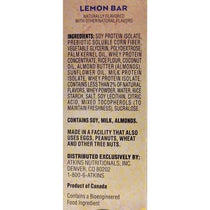 LEMON BAR
NATURALLY FLAVORED
WITH OTHER NATURAL FLAVORS
INGREDIENTS: SOY PROTEIN ISOLATE,
PREBIOTIC SOLUBLE CORN FIBER,
VEGETABLE GLYCERIN, POLYDEXTROSE,
PALM KERNEL OIL, WHEY PROTEIN
CONCENTRATE, RICE FLOUR, COCONUT
OIL, ALMOND BUTTER (ALMONDS),
SUNFLOWER OIL, MILK PROTEIN
ISOLATE, WHEY PROTEIN ISOLATE,
CONTAINS LESS THAN 2% OF NATURAL
FLAVORS, WHEY POWDER, WATER, RICE
STARCH, SALT, SOY LECITHIN, CITRIC
ACID, MIXED TOCOPHEROLS (TO
MAINTAIN FRESHNESS), SUCRALOSE.
CONTAINS SOY, MILK, ALMONDS.
MADE IN A FACILITY THAT ALSO
USES EGGS, PEANUTS, WHEAT
AND OTHER TREE NUTS.
DISTRIBUTED EXCLUSIVELY BY:
ATKINS NUTRITIONALS, INC.
DENVER, CO 80202
1-800-6-ATKINS
Product of Canada
Contains a Bioengineered
Food Ingredient